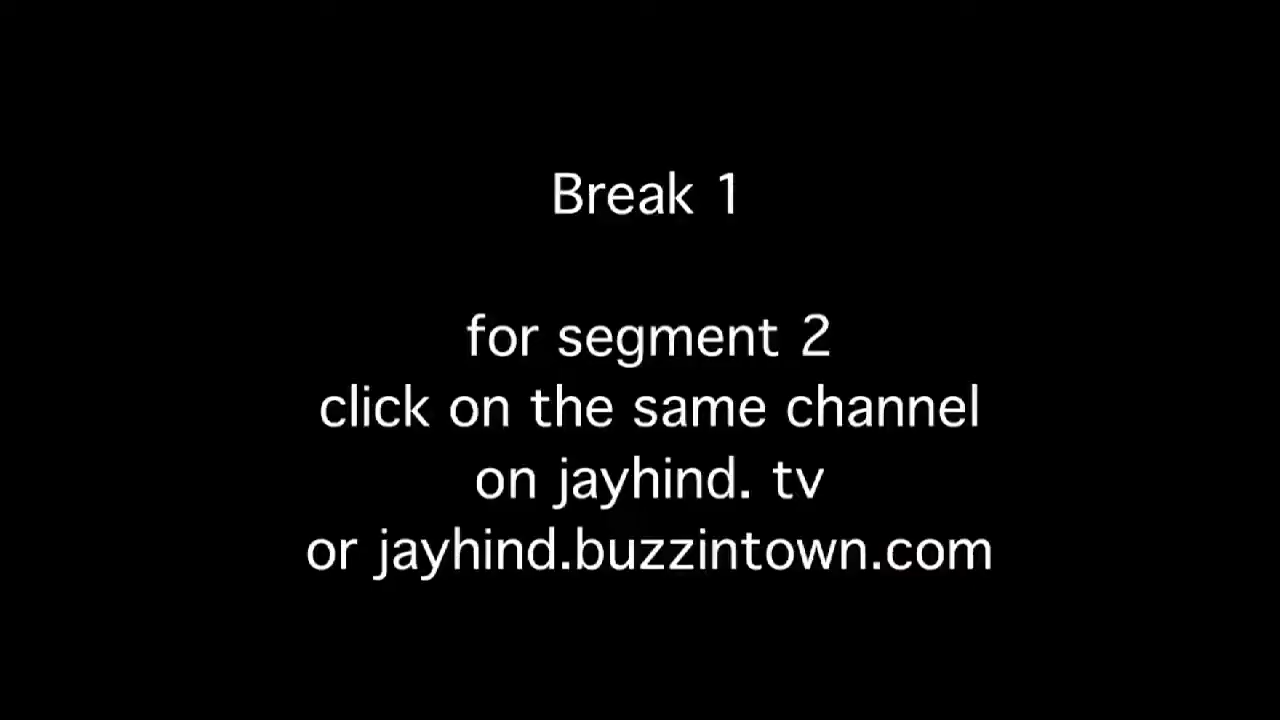 Break 1
for segment 2
click on the same channel
on jayhind. tv
or jayhind.buzzintown.com